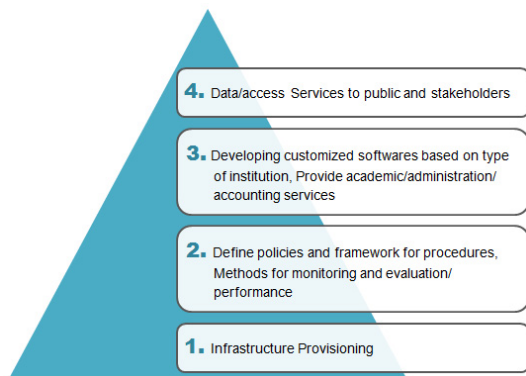 4. Data/access Services to public and stakeholders
3. Developing customized softwares based on type
of institution, Provide academic/administration/
accounting services
2. Define policies and framework for procedures,
Methods for monitoring and evaluation/
performance
1. Infrastructure Provisioning